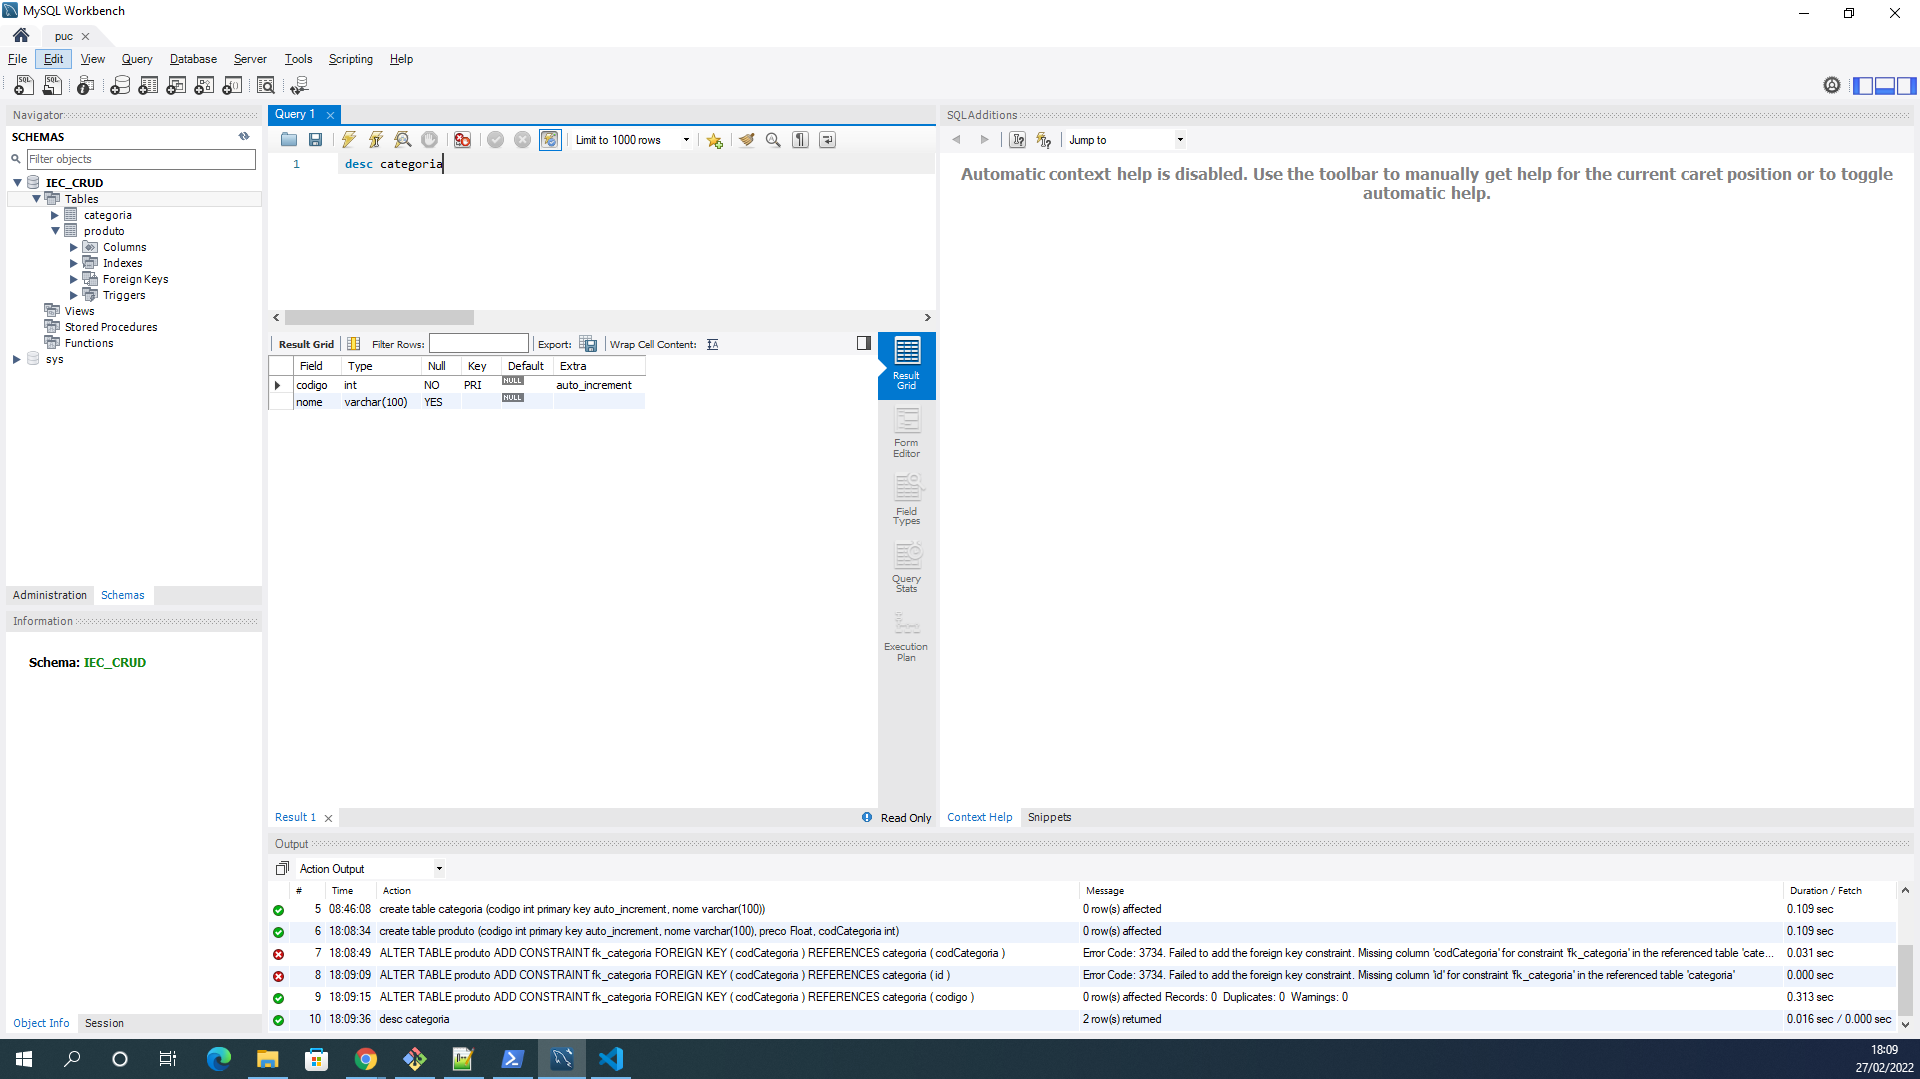 MySQL Workbench
puc
File Edit View Query Database Server Tools Scripting Help
Navigator
SCHEMAS
Filter objects
IEC_CRUD
Tables
categoria
produto
Columns
Indexes
Foreign Keys
Triggers
Views
Stored Procedures
Functions
sys
Administration Schemas
Information
Schema: IEC_CRUD
Object Info Session
Query 1
Limit to 1000 rows
1 desc categoria
Result Grid Filter Rows: Export: Wrap Cell Content:
Field Type Null Key Default Extra
codigo int NO PRI NULL auto_increment
nome varchar(100) YES NULL
Result Grid
Form Editor
Field Types
Query Stats
Execution Plan
Result 1 Read Only
SQLAdditions
Jump to
Automatic context help is disabled. Use the toolbar to manually get help for the current caret position or to toggle
automatic help.
Context Help Snippets
Output
Action Output
# Time Action Message Duration / Fetch
5 08:46:08 create table categoria (codigo int primary key auto_increment, nome varchar(100)) 0 row(s) affected 0.109 sec
6 18:08:34 create table produto (codigo int primary key auto_increment, nome varchar(100), preco Float, codCategoria int) 0 row(s) affected 0.109 sec
7 18:08:49 ALTER TABLE produto ADD CONSTRAINT fk_categoria FOREIGN KEY ( codCategoria ) REFERENCES categoria ( codCategoria ) Error Code: 3734. Failed to add the foreign key constraint. Missing column 'codCategoria' for constraint 'fk_categoria' in the referenced table 'cate... 0.031 sec
8 18:09:09 ALTER TABLE produto ADD CONSTRAINT fk_categoria FOREIGN KEY ( codCategoria ) REFERENCES categoria ( id ) Error Code: 3734. Failed to add the foreign key constraint. Missing column 'id' for constraint 'fk_categoria' in the referenced table 'categoria' 0.000 sec
9 18:09:15 ALTER TABLE produto ADD CONSTRAINT fk_categoria FOREIGN KEY ( codCategoria ) REFERENCES categoria ( codigo ) 0 row(s) affected Records: 0 Duplicates: 0 Warnings: 0 0.313 sec
10 18:09:36 desc categoria 2 row(s) returned 0.016 sec / 0.000 sec
18:09
27/02/2022